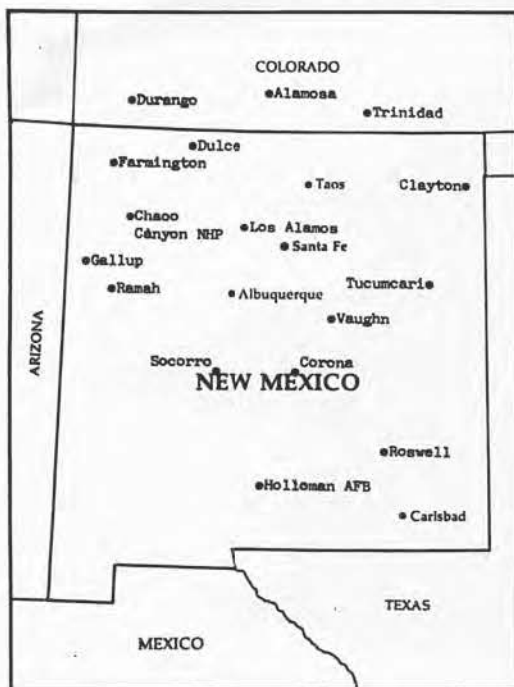 COLORADO
Durango
Alamosa
Trinidad
Dulce
Farmington
Taos
Clayton
Chaco
Canyon NHP
Los Alamos
Santa Fe
Gallup
Ramah
Albuquerque
Tucumcari
Vaughn
ARIZONA
Socorro
Corona
NEW MEXICO
Roswell
Holloman AFB
Carlsbad
TEXAS
MEXICO